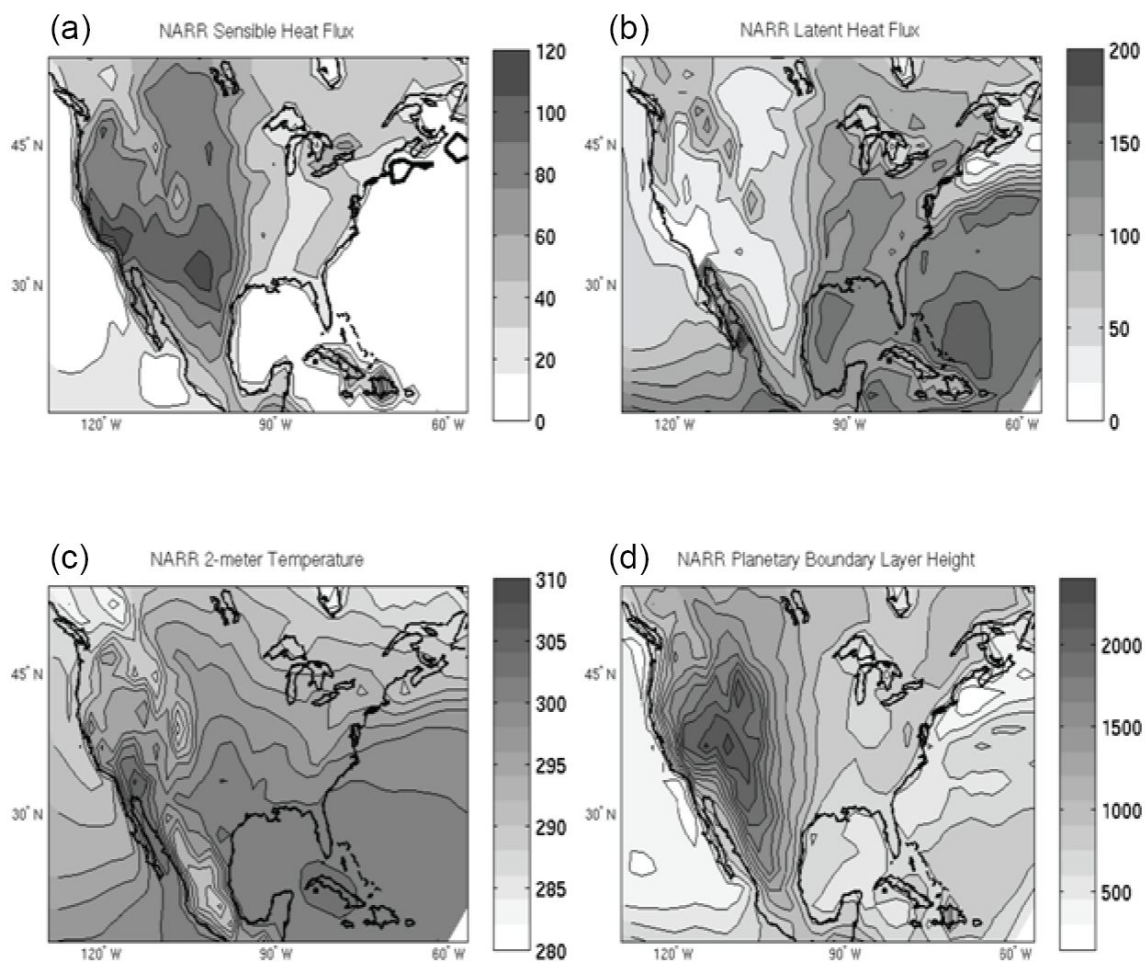 (a)
NARR Sensible Heat Flux
120
100
80
60
40
20
0
45° N
30° N
120° W
90° W
60° W
(b)
NARR Latent Heat Flux
200
150
100
50
0
45° N
30° N
120° W
90° W
60° W
(c)
NARR 2-meter Temperature
310
305
300
295
290
285
280
45° N
30° N
120° W
90° W
60° W
(d)
NARR Planetary Boundary Layer Height
2000
1500
1000
500
45° N
30° N
120° W
90° W
60° W